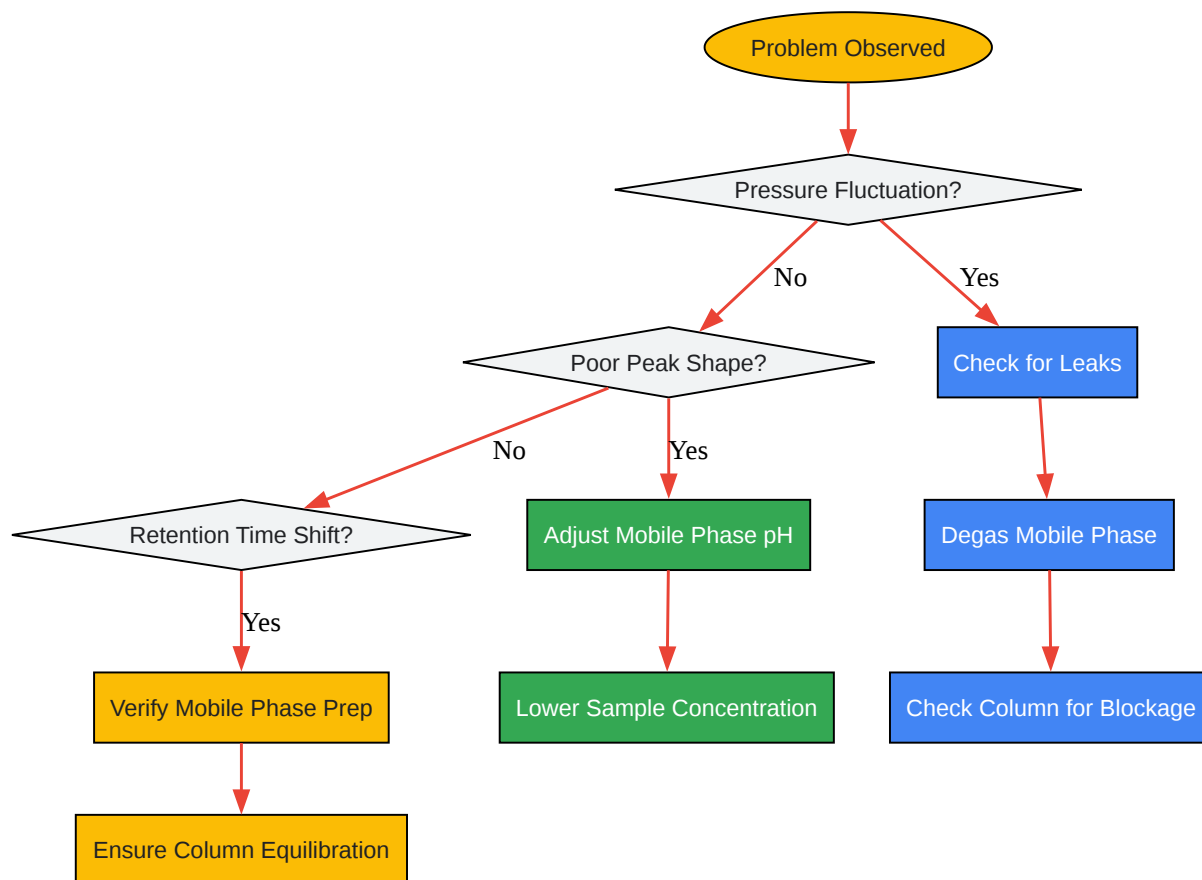 Problem Observed
Pressure Fluctuation?
No
Yes
Poor Peak Shape?
Check for Leaks
No
Yes
Retention Time Shift?
Adjust Mobile Phase pH
Degas Mobile Phase
Yes
Verify Mobile Phase Prep
Lower Sample Concentration
Check Column for Blockage
Ensure Column Equilibration